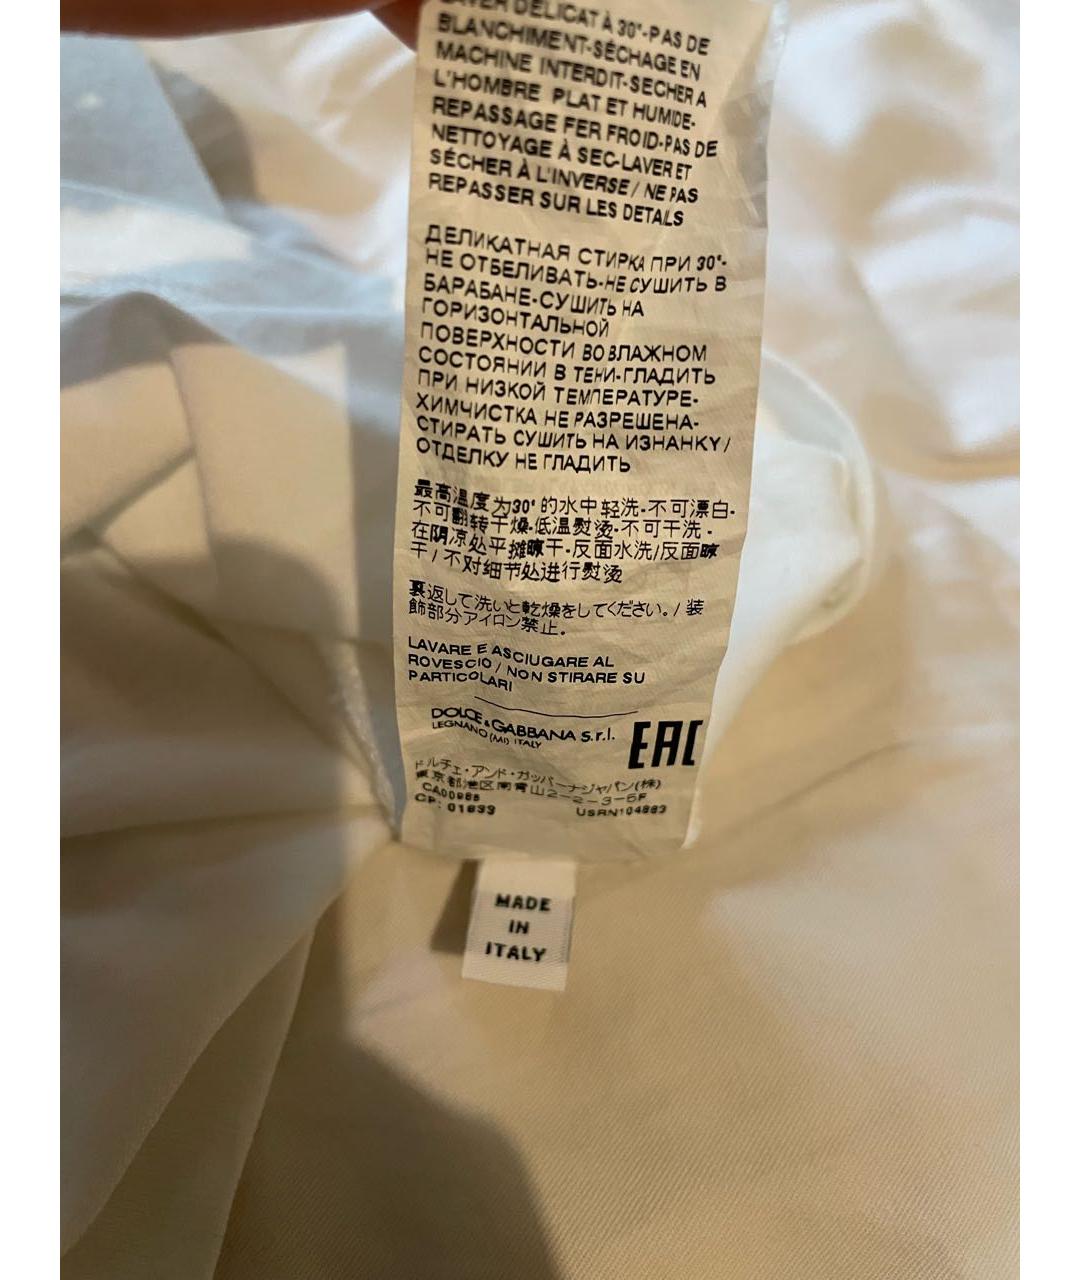 LAVER DELICAT À 30°-PAS DE
BLANCHIMENT-SÉCHAGE EN
MACHINE INTERDIT-SECHER A
L'HOMBRE PLAT ET HUMIDE-
REPASSAGE FER FROID-PAS DE
NETTOYAGE À SEC-LAVER ET
SÉCHER À L'INVERSE / NE PAS
REPASSER SUR LES DETAILS
ДЕЛИКАТНАЯ СТИРКА ПРИ 30°-
НЕ ОТБЕЛИВАТЬ-НЕ СУШИТЬ В
БАРАБАНЕ-СУШИТЬ НА
ГОРИЗОНТАЛЬНОЙ
ПОВЕРХНОСТИ ВО ВЛАЖНОМ
СОСТОЯНИИ В ТЕНИ-ГЛАДИТЬ
ПРИ НИЗКОЙ ТЕМПЕРАТУРЕ-
ХИМЧИСТКА НЕ РАЗРЕШЕНА-
СТИРАТЬ СУШИТЬ НА ИЗНАНКУ /
ОТДЕЛКУ НЕ ГЛАДИТЬ
最高温度为30°的水中轻洗-不可漂白-
不可翻转干燥-低温熨烫-不可干洗-
在阴凉处平摊晾干-反面水洗/反面晾
干/不对细节处进行熨烫
裏返して洗いと乾燥をしてください。/ 装
飾部分アイロン禁止。
LAVARE E ASCIUGARE AL
ROVESCIO / NON STIRARE SU
PARTICOLARI
DOLCE & GABBANA S.r.l.
LEGNANO (MI) ITALY
EAC
ドルチェ・アンド・ガッバーナジャパン(株)
東京都港区南青山2-2-3-5F
CA00965
CP: 01633
USRN104883
MADE
IN
ITALY